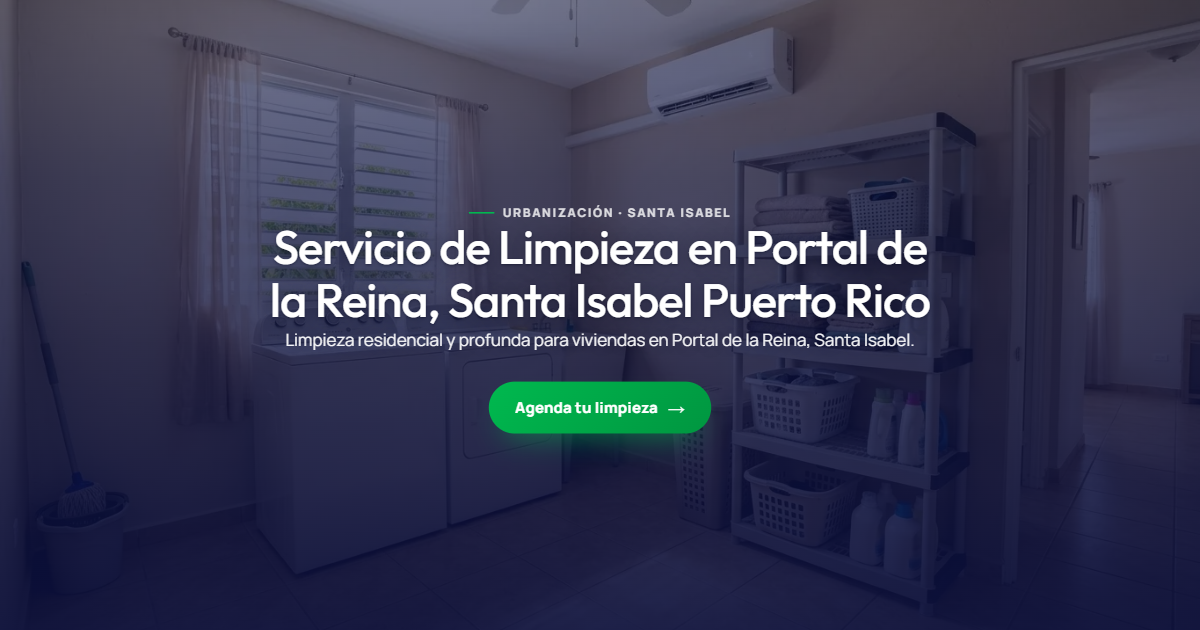 URBANIZACIÓN · SANTA ISABEL
Servicio de Limpieza en Portal de
la Reina, Santa Isabel Puerto Rico
Limpieza residencial y profunda para viviendas en Portal de la Reina, Santa Isabel.
Agenda tu limpieza →